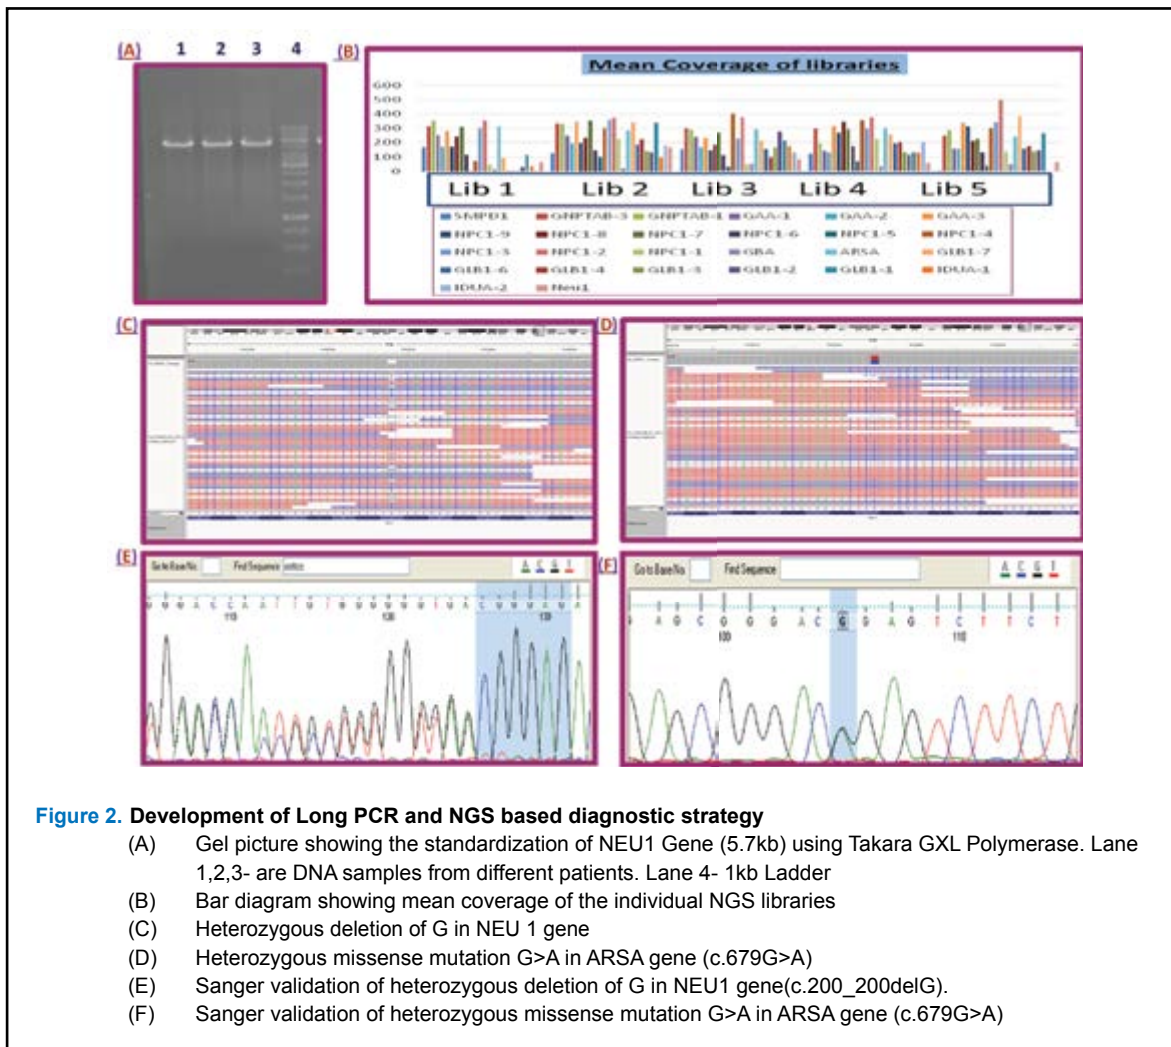 (A) 1 2 3 4
(B)
Mean Coverage of libraries
600
500
400
300
200
100
0
Lib 1 Lib 2 Lib 3 Lib 4 Lib 5
SMPD1 GNPTAB-3 GNPTAB-1 GAA-1 GAA-2 GAA-3
NPC1-9 NPC1-8 NPC1-7 NPC1-6 NPC1-5 NPC1-4
NPC1-3 NPC1-2 NPC1-1 GBA ARSA GLB1-7
GLB1-6 GLB1-4 GLB1-3 GLB1-2 GLB1-1 IDUA-1
IDUA-2 Neu1
(C)
(D)
(E)
Go to Base No. Find Sequence
A C G T
110 120 130
(F)
Go to Base No. Find Sequence
A C G T
A G C G G G A C G G A G T C T T C T
100 110
Figure 2. Development of Long PCR and NGS based diagnostic strategy
(A) Gel picture showing the standardization of NEU1 Gene (5.7kb) using Takara GXL Polymerase. Lane
1,2,3- are DNA samples from different patients. Lane 4- 1kb Ladder
(B) Bar diagram showing mean coverage of the individual NGS libraries
(C) Heterozygous deletion of G in NEU 1 gene
(D) Heterozygous missense mutation G>A in ARSA gene (c.679G>A)
(E) Sanger validation of heterozygous deletion of G in NEU1 gene(c.200_200delG).
(F) Sanger validation of heterozygous missense mutation G>A in ARSA gene (c.679G>A)